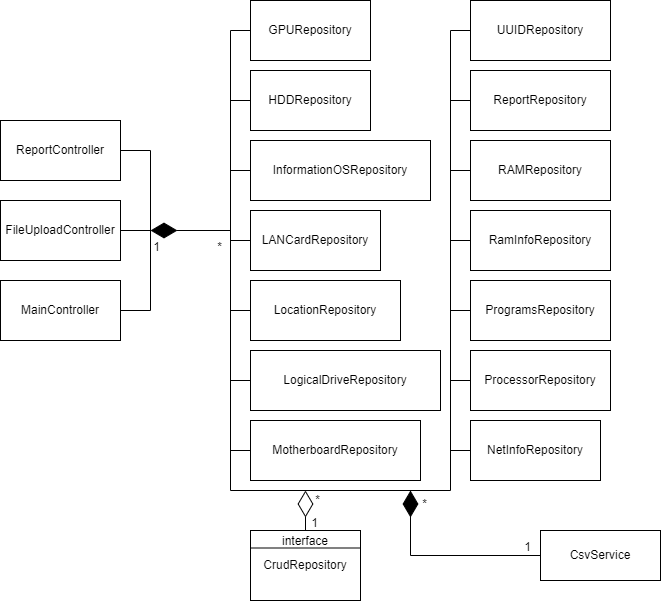 GPURepository
UUIDRepository
HDDRepository
ReportRepository
ReportController
InformationOSRepository
RAMRepository
FileUploadController
1
*
LANCardRepository
RamInfoRepository
MainController
LocationRepository
ProgramsRepository
LogicalDriveRepository
ProcessorRepository
MotherboardRepository
NetInfoRepository
*
*
1
interface
CrudRepository
1
CsvService